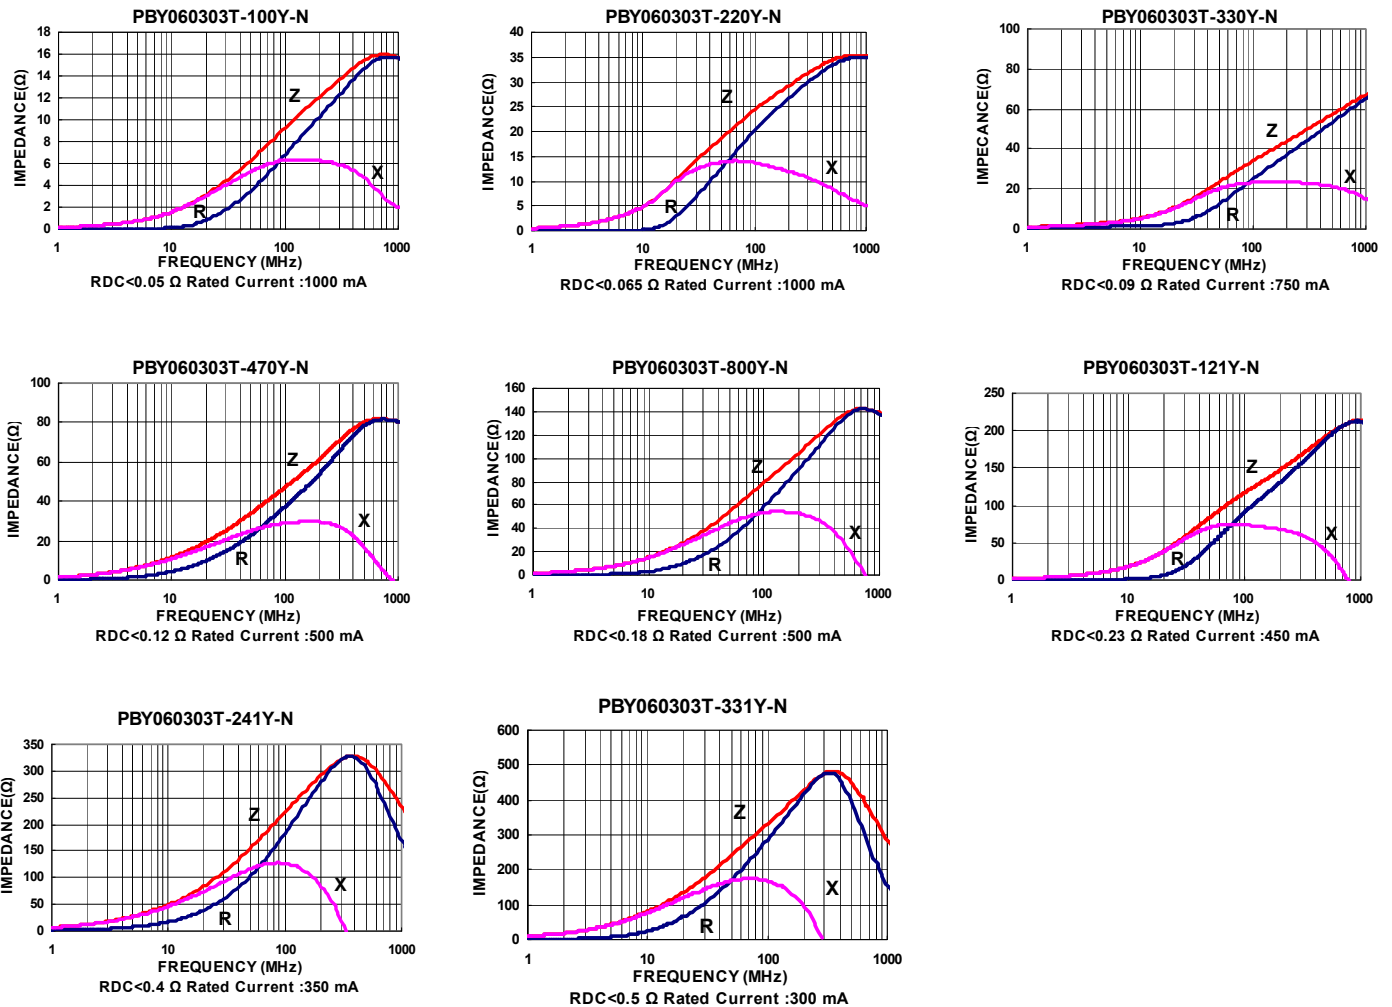 PBY060303T-100Y-N
IMPEDANCE(Ω)
18
16
14
12
10
8
6
4
2
0
Z
X
R
1 10 100 1000
FREQUENCY (MHz)
RDC<0.05 Ω Rated Current :1000 mA
PBY060303T-220Y-N
IMPEDANCE(Ω)
40
35
30
25
20
15
10
5
0
Z
X
R
1 10 100 1000
FREQUENCY (MHz)
RDC<0.065 Ω Rated Current :1000 mA
PBY060303T-330Y-N
IMPECANCE(Ω)
100
80
60
40
20
0
Z
X
R
1 10 100 1000
FREQUENCY (MHz)
RDC<0.09 Ω Rated Current :750 mA
PBY060303T-470Y-N
IMPEDANCE(Ω)
100
80
60
40
20
0
Z
X
R
1 10 100 1000
FREQUENCY (MHz)
RDC<0.12 Ω Rated Current :500 mA
PBY060303T-800Y-N
IMPEDANCE(Ω)
160
140
120
100
80
60
40
20
0
Z
X
R
1 10 100 1000
FREQUENCY (MHz)
RDC<0.18 Ω Rated Current :500 mA
PBY060303T-121Y-N
IMPEDANCE(Ω)
250
200
150
100
50
0
Z
X
R
1 10 100 1000
FREQUENCY (MHz)
RDC<0.23 Ω Rated Current :450 mA
PBY060303T-241Y-N
IMPEDANCE(Ω)
350
300
250
200
150
100
50
0
Z
X
R
1 10 100 1000
FREQUENCY (MHz)
RDC<0.4 Ω Rated Current :350 mA
PBY060303T-331Y-N
IMPEDANCE(Ω)
600
500
400
300
200
100
0
Z
X
R
1 10 100 1000
FREQUENCY (MHz)
RDC<0.5 Ω Rated Current :300 mA